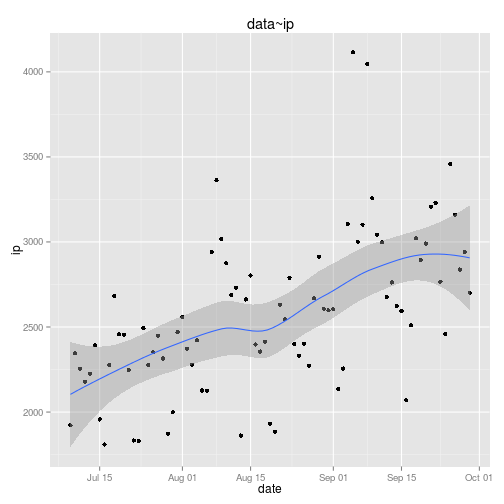 data~ip
4000
3500
3000
2500
2000
ip
Jul 15
Aug 01
Aug 15
Sep 01
Sep 15
Oct 01
date